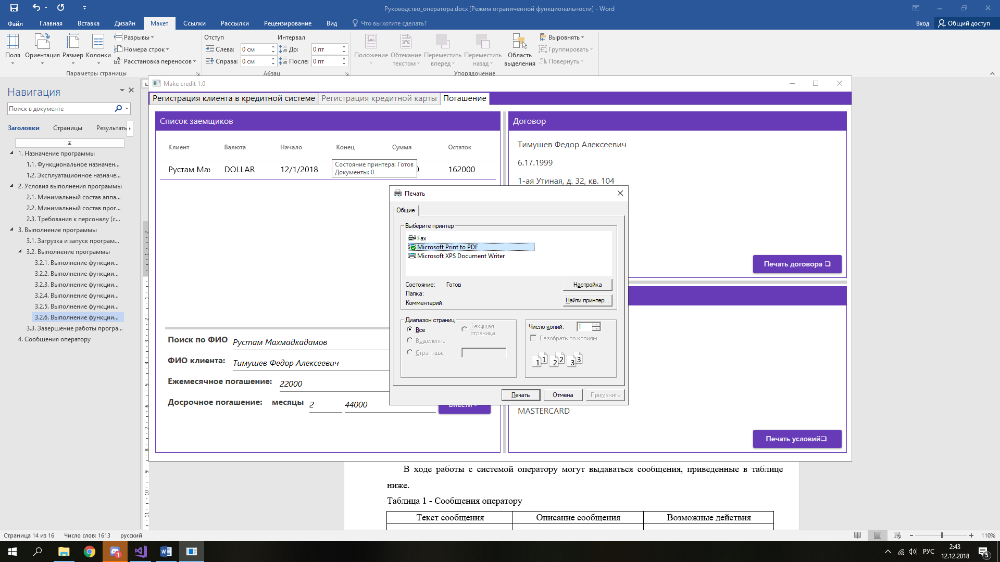 Руководство_оператора.docx [Режим ограниченной функциональности] - Word
Файл Главная Вставка Дизайн Макет Ссылки Рассылки Рецензирование Вид Что вы хотите сделать? Вход Общий доступ
Поля Ориентация Размер Колонки
Разрывы
Номера строк
Расстановка переносов
Параметры страницы
Отступ Интервал
Слева: 0 см До: 0 пт
Справа: 0 см После: 0 пт
Абзац
Положение Обтекание текстом Переместить вперед Переместить назад Область выделения
Выровнять
Группировать
Повернуть
Упорядочение
Навигация
Поиск в документе
Заголовки Страницы Результаты
1. Назначение программы
1.1. Функциональное назначен...
1.2. Эксплуатационное назначе...
2. Условия выполнения программы
2.1. Минимальный состав аппа...
2.2. Минимальный состав прог...
2.3. Требования к персоналу (с...
3. Выполнение программы
3.1. Загрузка и запуск програм...
3.2. Выполнение программы
3.2.1. Выполнение функции...
3.2.2. Выполнение функции...
3.2.3. Выполнение функции...
3.2.4. Выполнение функции...
3.2.5. Выполнение функции...
3.2.6. Выполнение функции...
3.3. Завершение работы програ...
4. Сообщения оператору
Make credit 1.0
Регистрация клиента в кредитной системе Регистрация кредитной карты Погашение
Список заемщиков
Клиент Валюта Начало Конец Сумма Остаток
Рустам Мах DOLLAR 12/1/2018 162000
Состояние принтера: Готов
Документы: 0
Поиск по ФИО Рустам Махмадкадамов
ФИО клиента: Тимушев Федор Алексеевич
Ежемесячное погашение: 22000
Досрочное погашение: месяцы 2 44000
Внести
Договор
Тимушев Федор Алексеевич
6.17.1999
1-ая Утиная, д. 32, кв. 104
Печать договора
MASTERCARD
Печать условий
Печать
Общие
Выберите принтер
Fax
Microsoft Print to PDF
Microsoft XPS Document Writer
Состояние: Готов
Папка:
Комментарий:
Настройка
Найти принтер...
Диапазон страниц
Все
Текущая страница
Выделение
Страницы:
Число копий: 1
Разобрать по копиям
1 1 2 2 3 3
Печать Отмена Применить
В ходе работы с системой оператору могут выдаваться сообщения, приведенные в таблице
ниже.
Таблица 1 - Сообщения оператору
Текст сообщения Описание сообщения Возможные действия
Страница 14 из 16 Число слов: 1613 русский 110%
1
РУС
2:43
12.12.2018
5